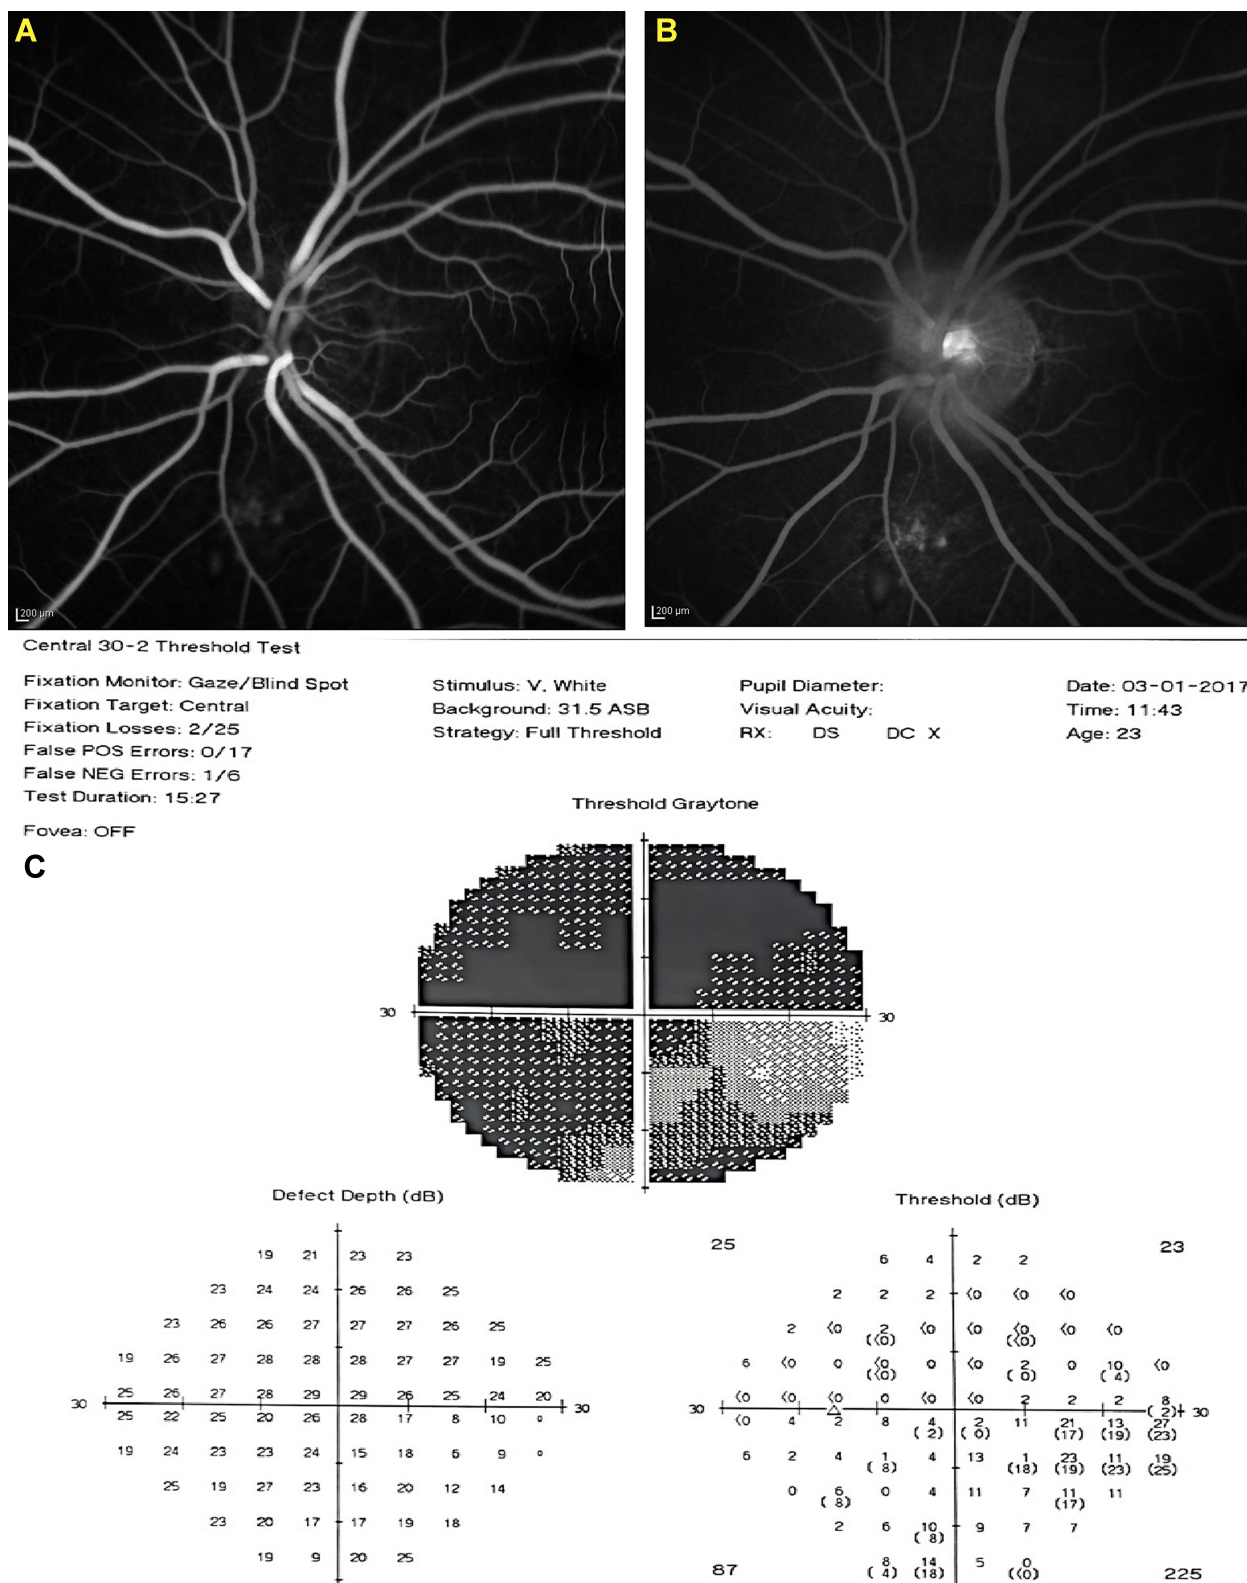 A
B
200 µm
200 µm
Central 30-2 Threshold Test
Fixation Monitor: Gaze/Blind Spot
Fixation Target: Central
Fixation Losses: 2/25
False POS Errors: 0/17
False NEG Errors: 1/6
Test Duration: 15:27
Fovea: OFF
Stimulus: V, White
Background: 31.5 ASB
Strategy: Full Threshold
Pupil Diameter:
Visual Acuity:
RX: DS DC X
Date: 03-01-2017
Time: 11:43
Age: 23
C
Threshold Graytone
30 30
Defect Depth (dB)
19 21 23 23
23 24 24 26 26 25
23 26 26 27 27 27 26 25
19 26 27 28 28 28 27 27 19 25
25 26 27 28 29 29 26 25 24 20
30 30
25 22 25 20 26 28 17 8 10 0
19 24 23 23 24 15 18 6 9 0
25 19 27 23 16 20 12 14
23 20 17 17 19 18
19 9 20 25
Threshold (dB)
25 23
6 4 2 2
2 2 2 <0 <0 <0
2 <0 2 <0 <0 <0 <0 <0
(<0) (<0)
6 <0 0 <0 0 <0 2 0 10 <0
(<0) (0) (4)
<0 <0 <0 0 <0 <0 2 2 2 8
30 (2) 30
<0 4 2 8 4 2 11 21 13 27
(2) (0) (17) (19) (23)
6 2 4 1 4 13 1 23 11 19
(8) (18) (19) (23) (25)
0 6 0 4 11 7 11 11
(8) (17)
2 6 10 9 7 7
(8)
8 14 5 0
(4) (18) (<0)
87 225